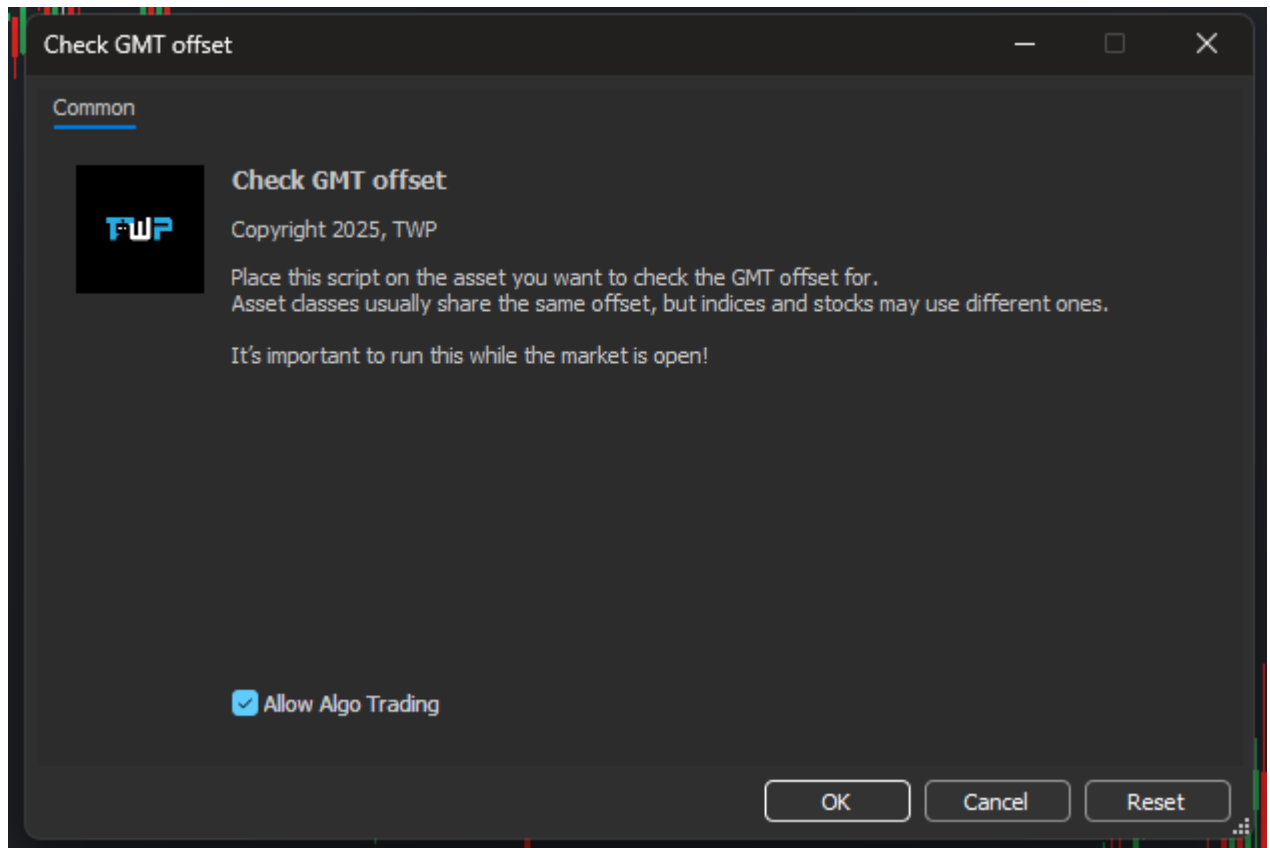 Check GMT offset
Common
TWP
Check GMT offset
Copyright 2025, TWP
Place this script on the asset you want to check the GMT offset for.
Asset classes usually share the same offset, but indices and stocks may use different ones.
It's important to run this while the market is open!
Allow Algo Trading
OK
Cancel
Reset